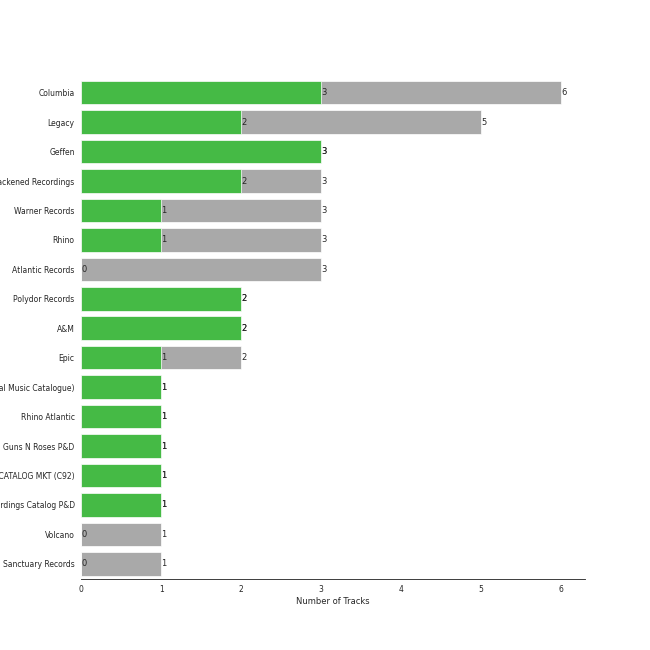 Columbia 3 6
Legacy 2 5
Geffen 3
ackened Recordings 2 3
Warner Records 1 3
Rhino 1 3
Atlantic Records 0 3
Polydor Records 2
A&M 2
Epic 1 2
al Music Catalogue) 1
Rhino Atlantic 1
Guns N Roses P&D 1
CATALOG MKT (C92) 1
rdings Catalog P&D 1
Volcano 0 1
Sanctuary Records 0 1
0 1 2 3 4 5 6
Number of Tracks